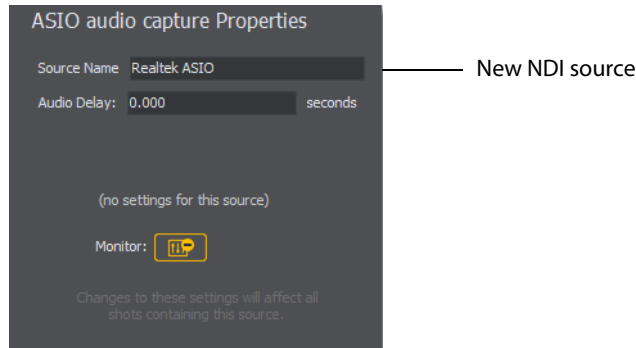 ASIO audio capture Properties
Source Name Realtek ASIO
New NDI source
Audio Delay: 0.000 seconds
(no settings for this source)
Monitor:
Changes to these settings will affect all
shots containing this source.